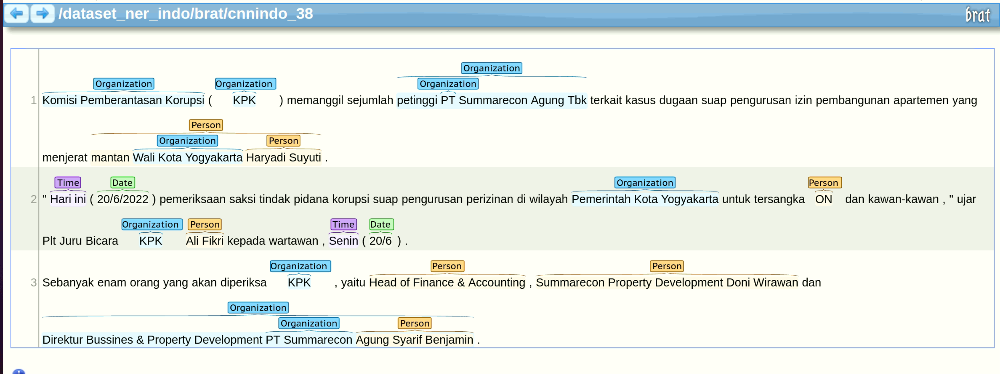 /dataset_ner_indo/brat/cnnindo_38
brat
Organization
Organization Organization Organization
1 Komisi Pemberantasan Korupsi ( KPK ) memanggil sejumlah petinggi PT Summarecon Agung Tbk terkait kasus dugaan suap pengurusan izin pembangunan apartemen yang
Person
Organization Person
menjerat mantan Wali Kota Yogyakarta Haryadi Suyuti .
Time Date Organization Person
2 " Hari ini ( 20/6/2022 ) pemeriksaan saksi tindak pidana korupsi suap pengurusan perizinan di wilayah Pemerintah Kota Yogyakarta untuk tersangka ON dan kawan-kawan , " ujar
Organization Person Time Date
Plt Juru Bicara KPK Ali Fikri kepada wartawan , Senin ( 20/6 ) .
Organization Person Person
3 Sebanyak enam orang yang akan diperiksa KPK , yaitu Head of Finance & Accounting , Summarecon Property Development Doni Wirawan dan
Organization
Organization Person
Direktur Bussines & Property Development PT Summarecon Agung Syarif Benjamin .